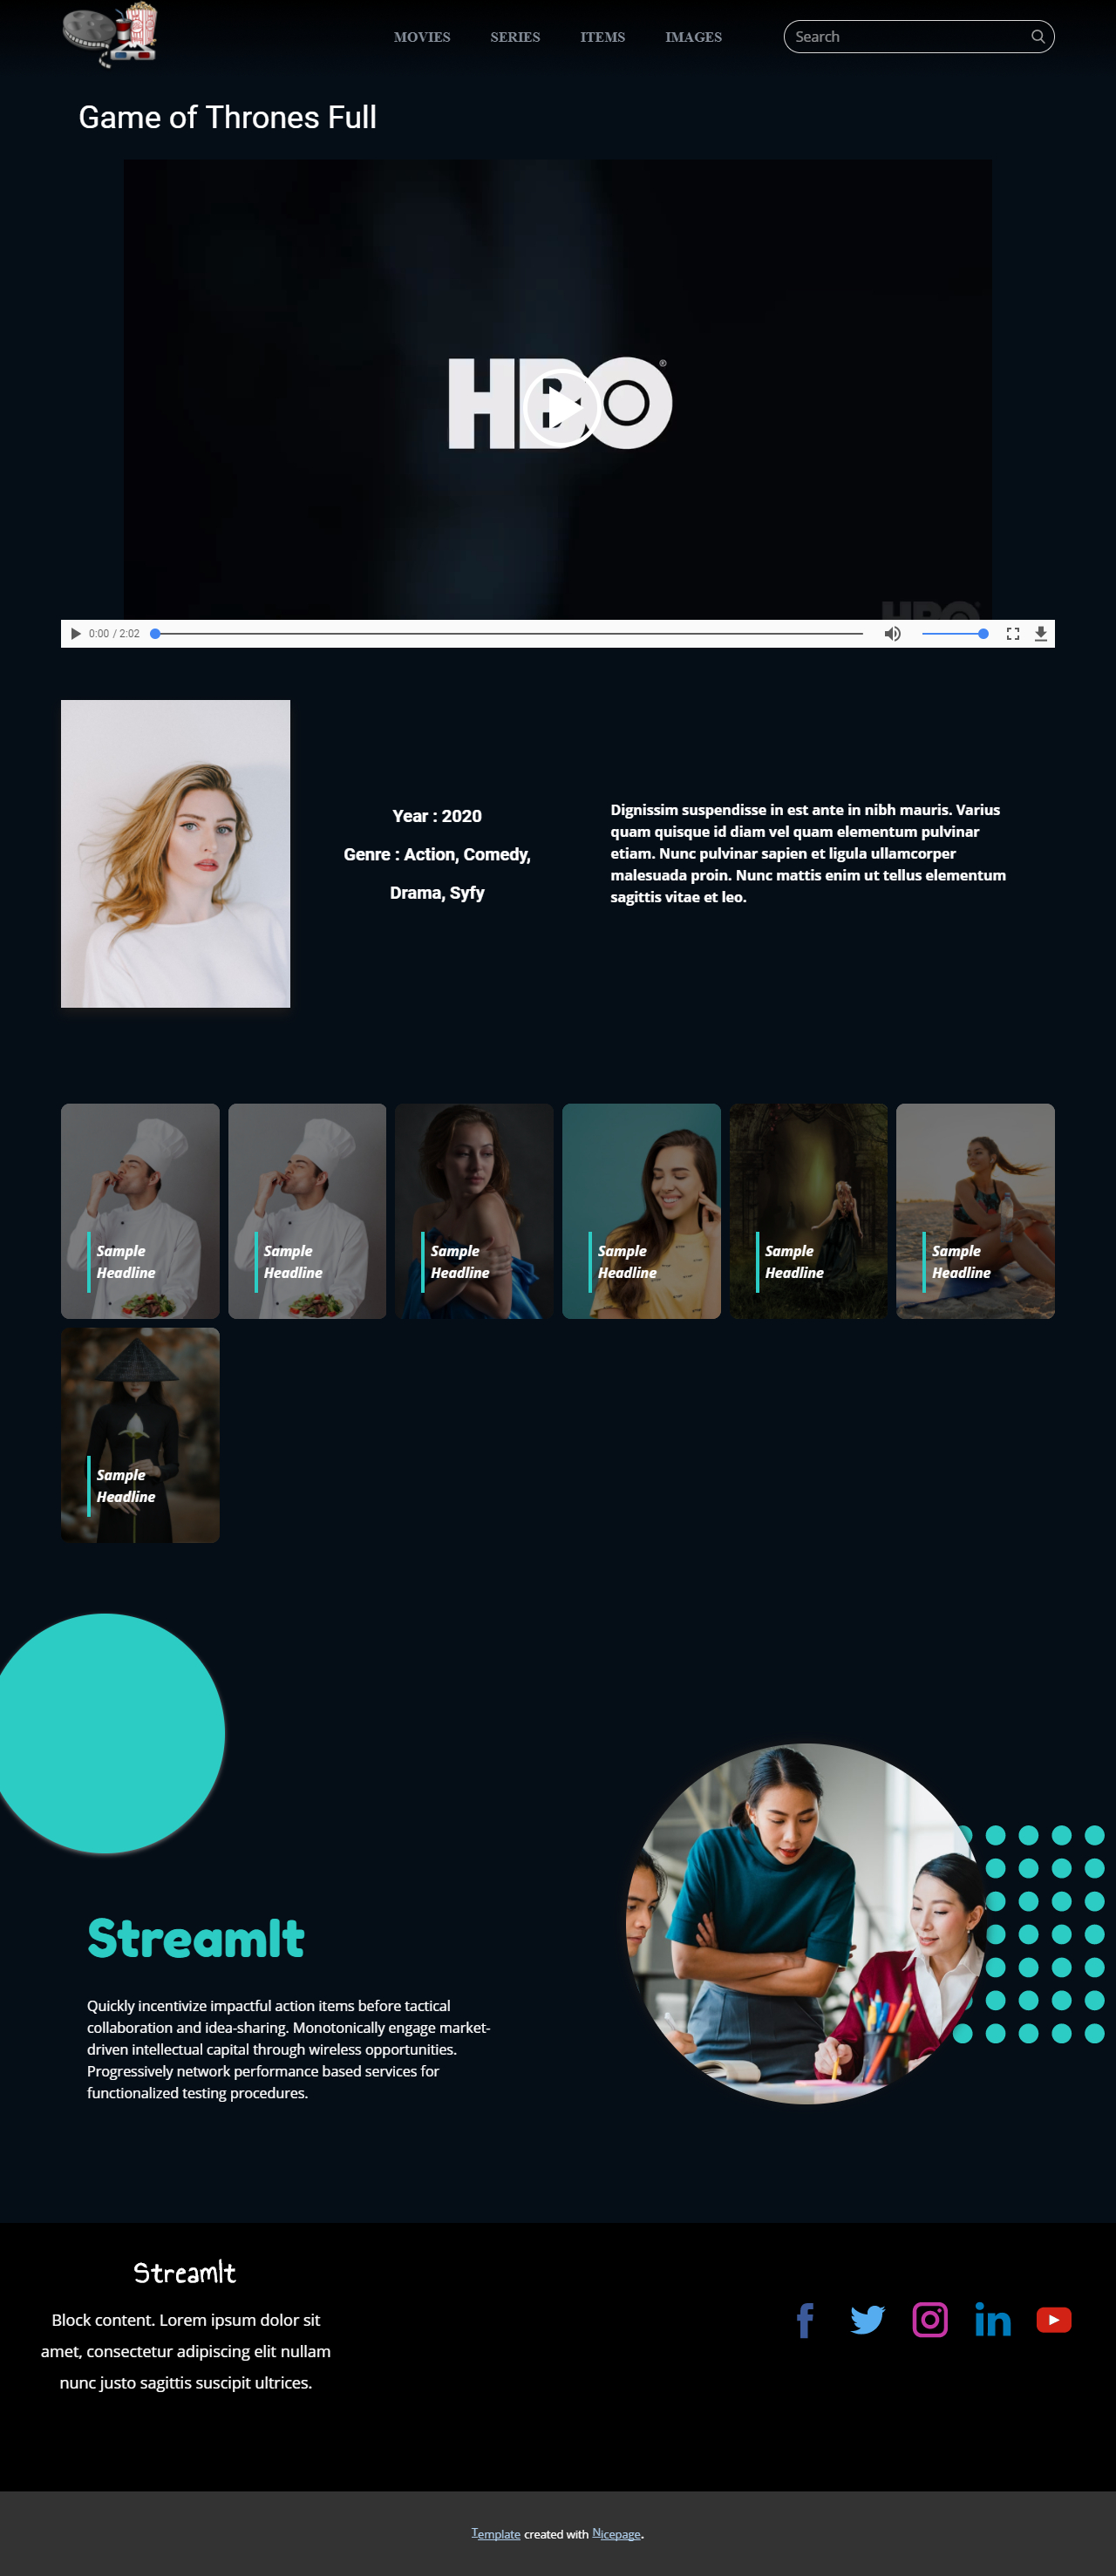 MOVIES SERIES ITEMS IMAGES Search
Game of Thrones Full
HBO®
HBO
0:00 / 2:02
Year : 2020
Genre : Action, Comedy,
Drama, Syfy
Dignissim suspendisse in est ante in nibh mauris. Varius
quam quisque id diam vel quam elementum pulvinar
etiam. Nunc pulvinar sapien et ligula ullamcorper
malesuada proin. Nunc mattis enim ut tellus elementum
sagittis vitae et leo.
Sample
Headline
Sample
Headline
Sample
Headline
Sample
Headline
Sample
Headline
Sample
Headline
Sample
Headline
StreamIt
Quickly incentivize impactful action items before tactical
collaboration and idea-sharing. Monotonically engage market-
driven intellectual capital through wireless opportunities.
Progressively network performance based services for
functionalized testing procedures.
StreamIt
Block content. Lorem ipsum dolor sit
amet, consectetur adipiscing elit nullam
nunc justo sagittis suscipit ultrices.
Template created with Nicepage.